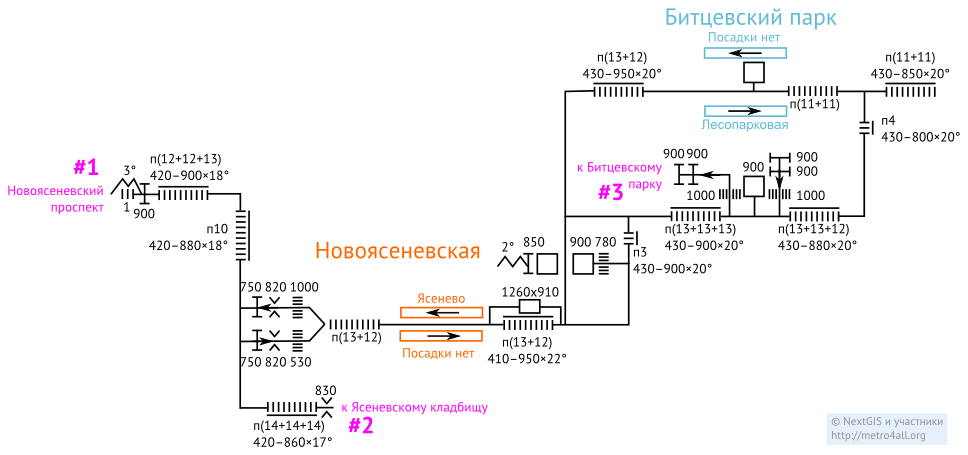 Битцевский парк
Посадки нет
п(13+12)
430–950×20°
п(11+11)
430–850×20°
п(11+11)
Лесопарковая
п4
430–800×20°
#1
Новоясеневский
проспект
3°
1
900
п(12+12+13)
420–900×18°
п10
420–880×18°
к Битцевскому
парку
#3
900 900
1000
900
900
900
1000
п(13+13+13)
430–900×20°
п(13+13+12)
430–880×20°
п3
430–900×20°
Новоясеневская
2°
850
900 780
1260x910
п(13+12)
410–950×22°
750 820 1000
750 820 530
п(13+12)
Ясенево
Посадки нет
830
к Ясеневскому кладбищу
#2
п(14+14+14)
420–860×17°
© NextGIS и участники
http://metro4all.org